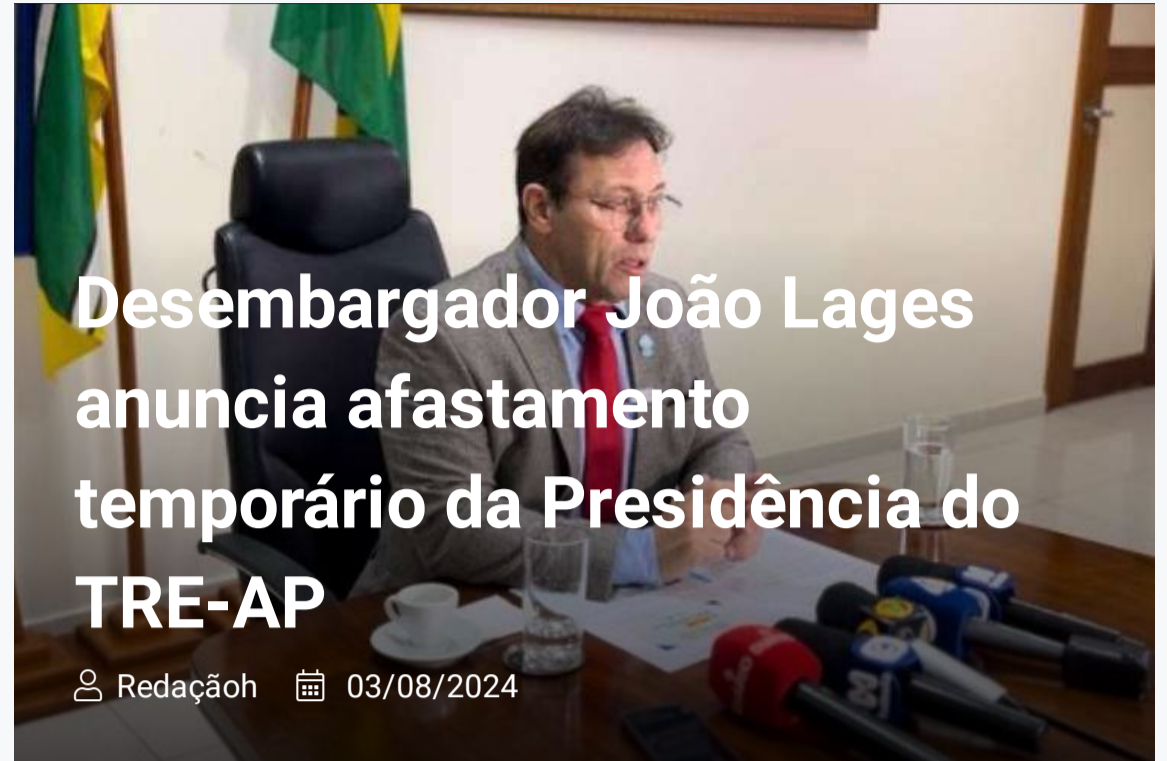 Desembargador João Lages
anuncia afastamento
temporário da Presidência do
TRE-AP
Redaçãoh 03/08/2024